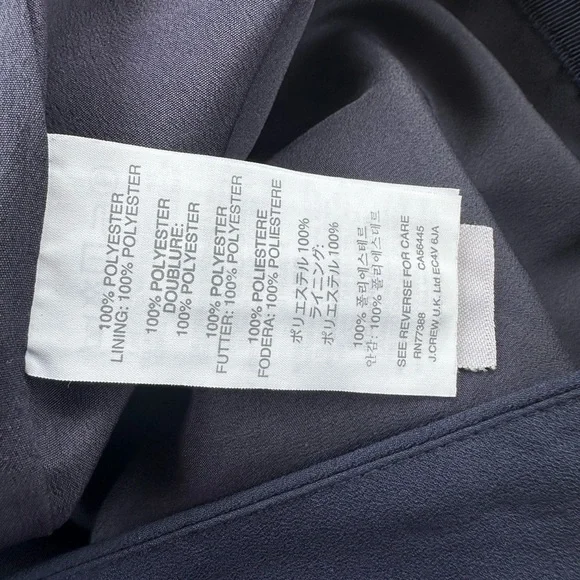 100% POLYESTER
LINING: 100% POLYESTER
100% POLYESTER
DOUBLURE:
100% POLYESTER
100% POLYESTER
FUTTER: 100% POLYESTER
100% POLIESTERE
FODERA: 100% POLIESTERE
ポリエステル 100%
ライニング:
ポリエステル 100%
100% 폴리에스테르
안감: 100% 폴리에스테르
SEE REVERSE FOR CARE
RN77388 CA56445
J.CREW U.K. Ltd EC4V 6JA